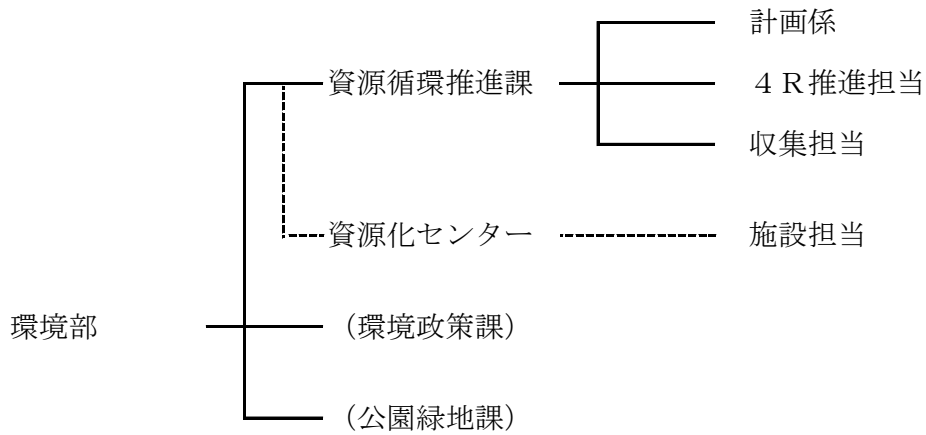 計画係
資源循環推進課 ４Ｒ推進担当
収集担当
資源化センター 施設担当
環境部 （環境政策課）
（公園緑地課）